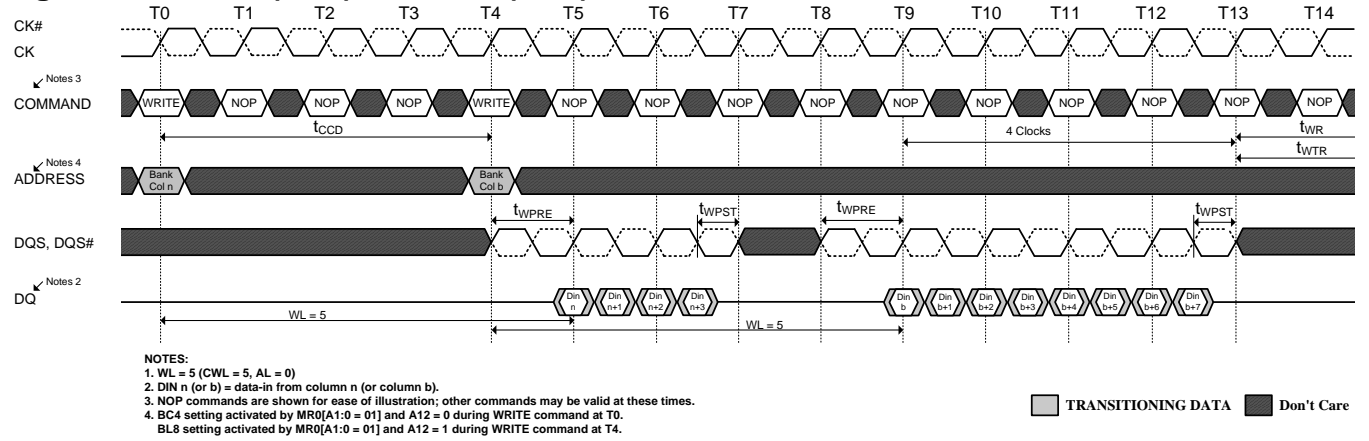 T0 T1 T2 T3 T4 T5 T6 T7 T8 T9 T10 T11 T12 T13 T14
CK#
CK
Notes 3
COMMAND
WRITE NOP NOP NOP WRITE NOP NOP NOP NOP NOP NOP NOP NOP NOP NOP
tCCD
4 Clocks
tWR
tWTR
Notes 4
ADDRESS
Bank Col n
Bank Col b
tWPRE
tWPST
tWPRE
tWPST
DQS, DQS#
Notes 2
DQ
Din n
Din n+1
Din n+2
Din n+3
Din b
Din b+1
Din b+2
Din b+3
Din b+4
Din b+5
Din b+6
Din b+7
WL = 5
WL = 5
NOTES:
1. WL = 5 (CWL = 5, AL = 0)
2. DIN n (or b) = data-in from column n (or column b).
3. NOP commands are shown for ease of illustration; other commands may be valid at these times.
4. BC4 setting activated by MR0[A1:0 = 01] and A12 = 0 during WRITE command at T0.
BL8 setting activated by MR0[A1:0 = 01] and A12 = 1 during WRITE command at T4.
TRANSITIONING DATA
Don't Care